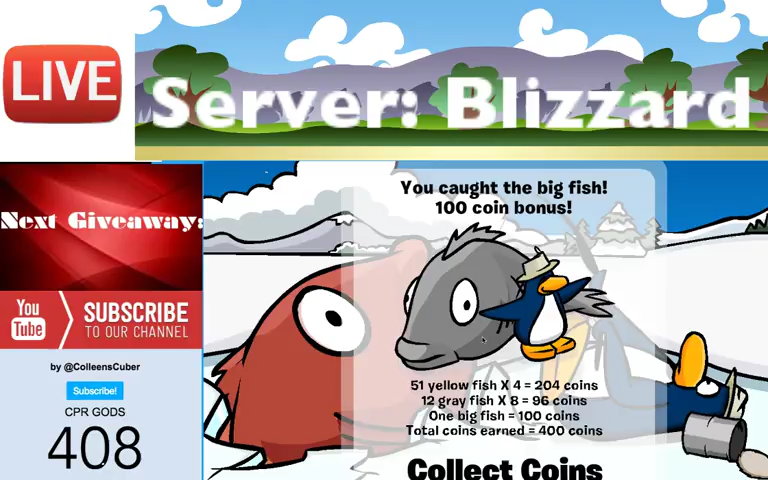 LIVE
Server: Blizzard
Next Giveaway:
You Tube
SUBSCRIBE
TO OUR CHANNEL
by @ColleensCuber
Subscribe!
CPR GODS
408
You caught the big fish!
100 coin bonus!
51 yellow fish X 4 = 204 coins
12 gray fish X 8 = 96 coins
One big fish = 100 coins
Total coins earned = 400 coins
Collect Coins